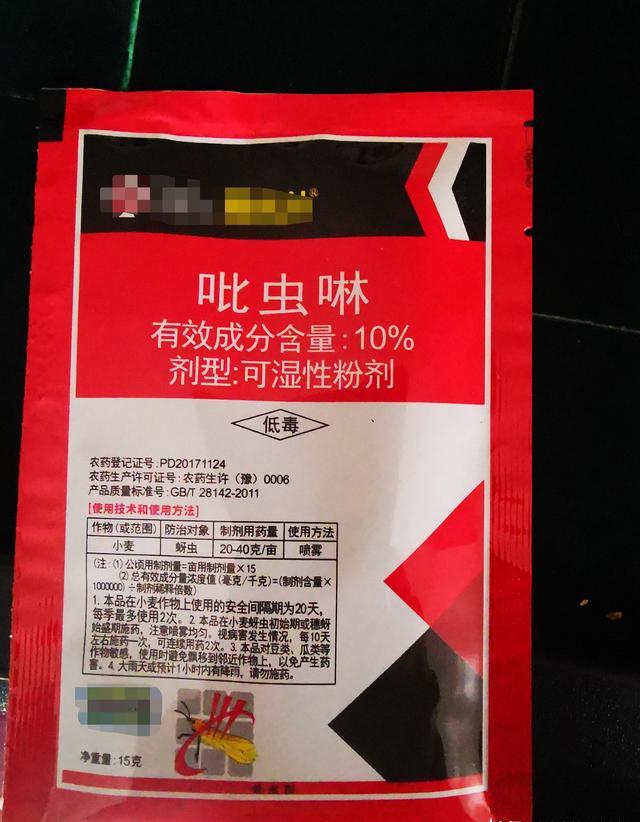 ®
吡虫啉
有效成分含量:10%
剂型:可湿性粉剂
低毒
农药登记证号:PD20171124
农药生产许可证号:农药生许（豫）0006
产品质量标准号:GB/T 28142-2011
[使用技术和使用方法]
作物(或范围) 防治对象 制剂用药量 使用方法
小麦 蚜虫 20-40克/亩 喷雾
(注:(1)公顷用制剂量=亩用制剂量×15
(2)总有效成分量浓度值(毫克/千克)=(制剂含量×
1000000)÷制剂稀释倍数)
1. 本品在小麦作物上使用的安全间隔期为20天,
每季最多使用2次。2. 本品在小麦蚜虫初始期或穗蚜
始盛期施药，注意喷雾均匀。视病害发生情况，每10天
左右施药一次，可连续用药2次。3. 本品对豆类、瓜类等
作物敏感，使用时避免飘移到邻近作物上，以免产生药
害。4. 大雨天或预计1小时内有降雨，请勿施药。
净重量:15克